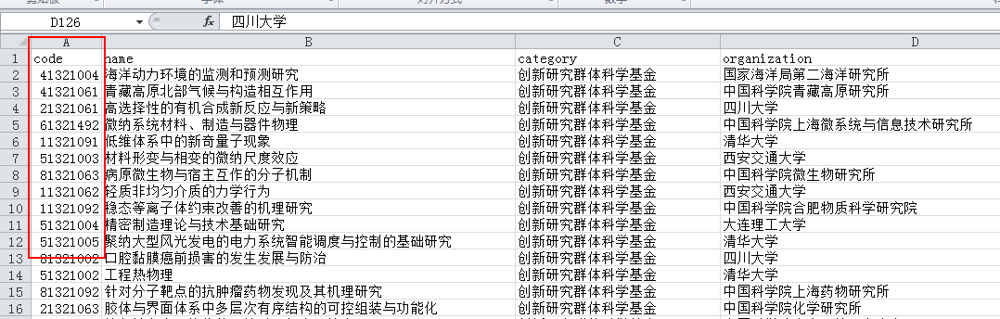 剪贴板 字体 对齐方式 数字
D126 fx 四川大学
A B C D
1 code name category organization
2 41321004 海洋动力环境的监测和预测研究 创新研究群体科学基金 国家海洋局第二海洋研究所
3 41321061 青藏高原北部气候与构造相互作用 创新研究群体科学基金 中国科学院青藏高原研究所
4 21321061 高选择性的有机合成新反应与新策略 创新研究群体科学基金 四川大学
5 61321492 微纳系统材料、制造与器件物理 创新研究群体科学基金 中国科学院上海微系统与信息技术研究所
6 11321091 低维体系中的新奇量子现象 创新研究群体科学基金 清华大学
7 51321003 材料形变与相变的微纳尺度效应 创新研究群体科学基金 西安交通大学
8 81321063 病原微生物与宿主互作的分子机制 创新研究群体科学基金 中国科学院微生物研究所
9 11321062 轻质非均匀介质的力学行为 创新研究群体科学基金 西安交通大学
10 11321092 稳态等离子体约束改善的机理研究 创新研究群体科学基金 中国科学院合肥物质科学研究院
11 51321004 精密制造理论与技术基础研究 创新研究群体科学基金 大连理工大学
12 51321005 聚纳大型风光发电的电力系统智能调度与控制的基础研究 创新研究群体科学基金 清华大学
13 81321002 口腔黏膜癌前损害的发生发展与防治 创新研究群体科学基金 四川大学
14 51321002 工程热物理 创新研究群体科学基金 清华大学
15 81321092 针对分子靶点的抗肿瘤药物发现及其机理研究 创新研究群体科学基金 中国科学院上海药物研究所
16 21321063 胶体与界面体系中多层次有序结构的可控组装与功能化 创新研究群体科学基金 中国科学院化学研究所